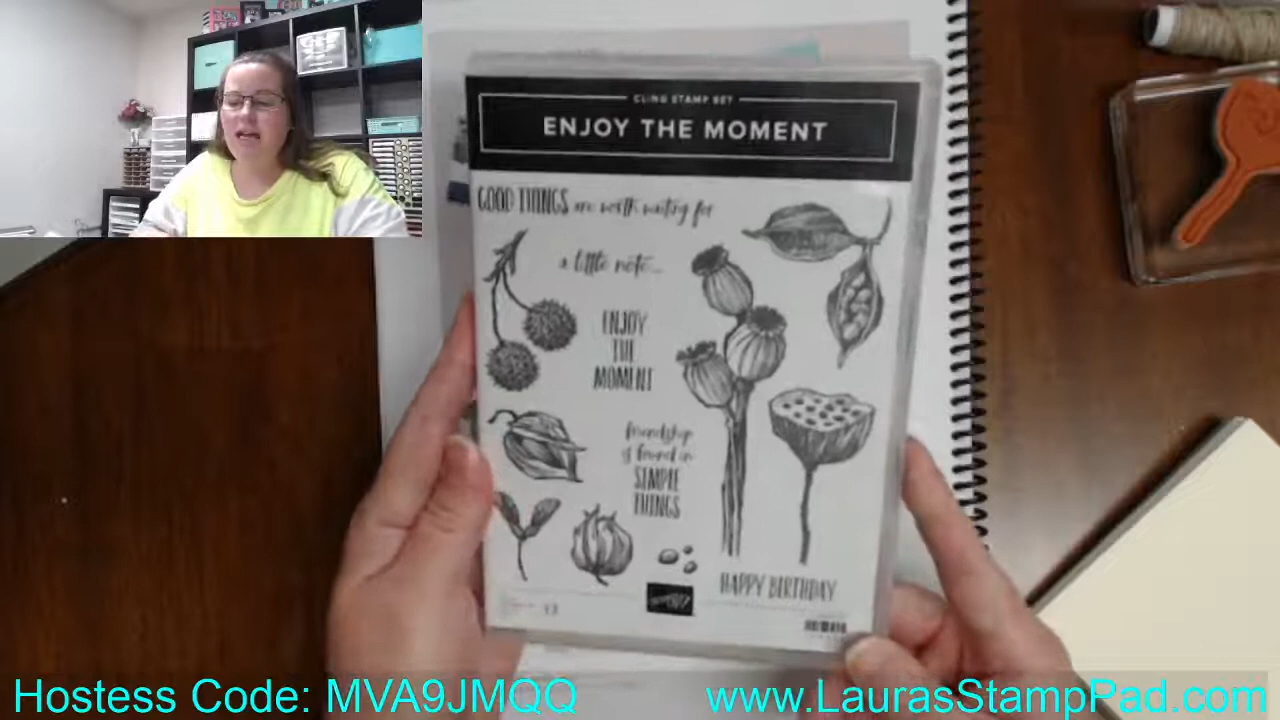 CLING STAMP SET
ENJOY THE MOMENT
GOOD THINGS are worth waiting for
a little note...
ENJOY
THE
MOMENT
friendship
is found in
SIMPLE
THINGS
HAPPY BIRTHDAY
Hostess Code: MVA9JMQQ
www.LaurasStampPad.com